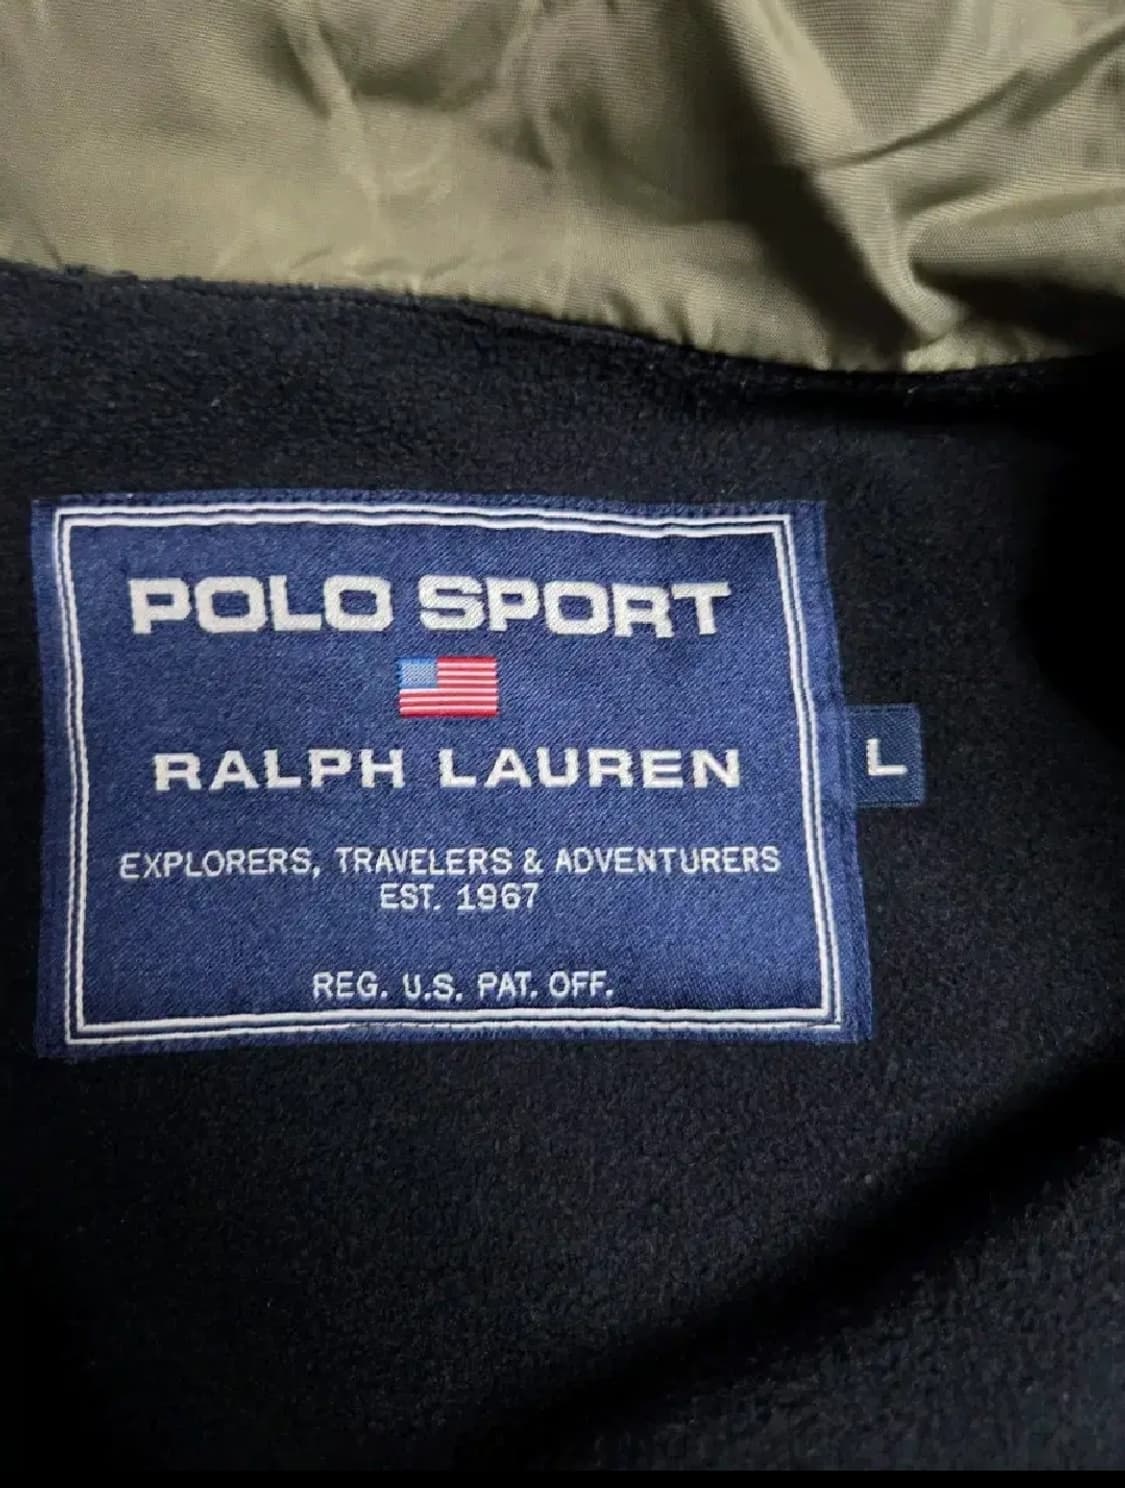 POLO SPORT
RALPH LAUREN
L
EXPLORERS, TRAVELERS & ADVENTURERS
EST. 1967
REG. U.S. PAT. OFF.